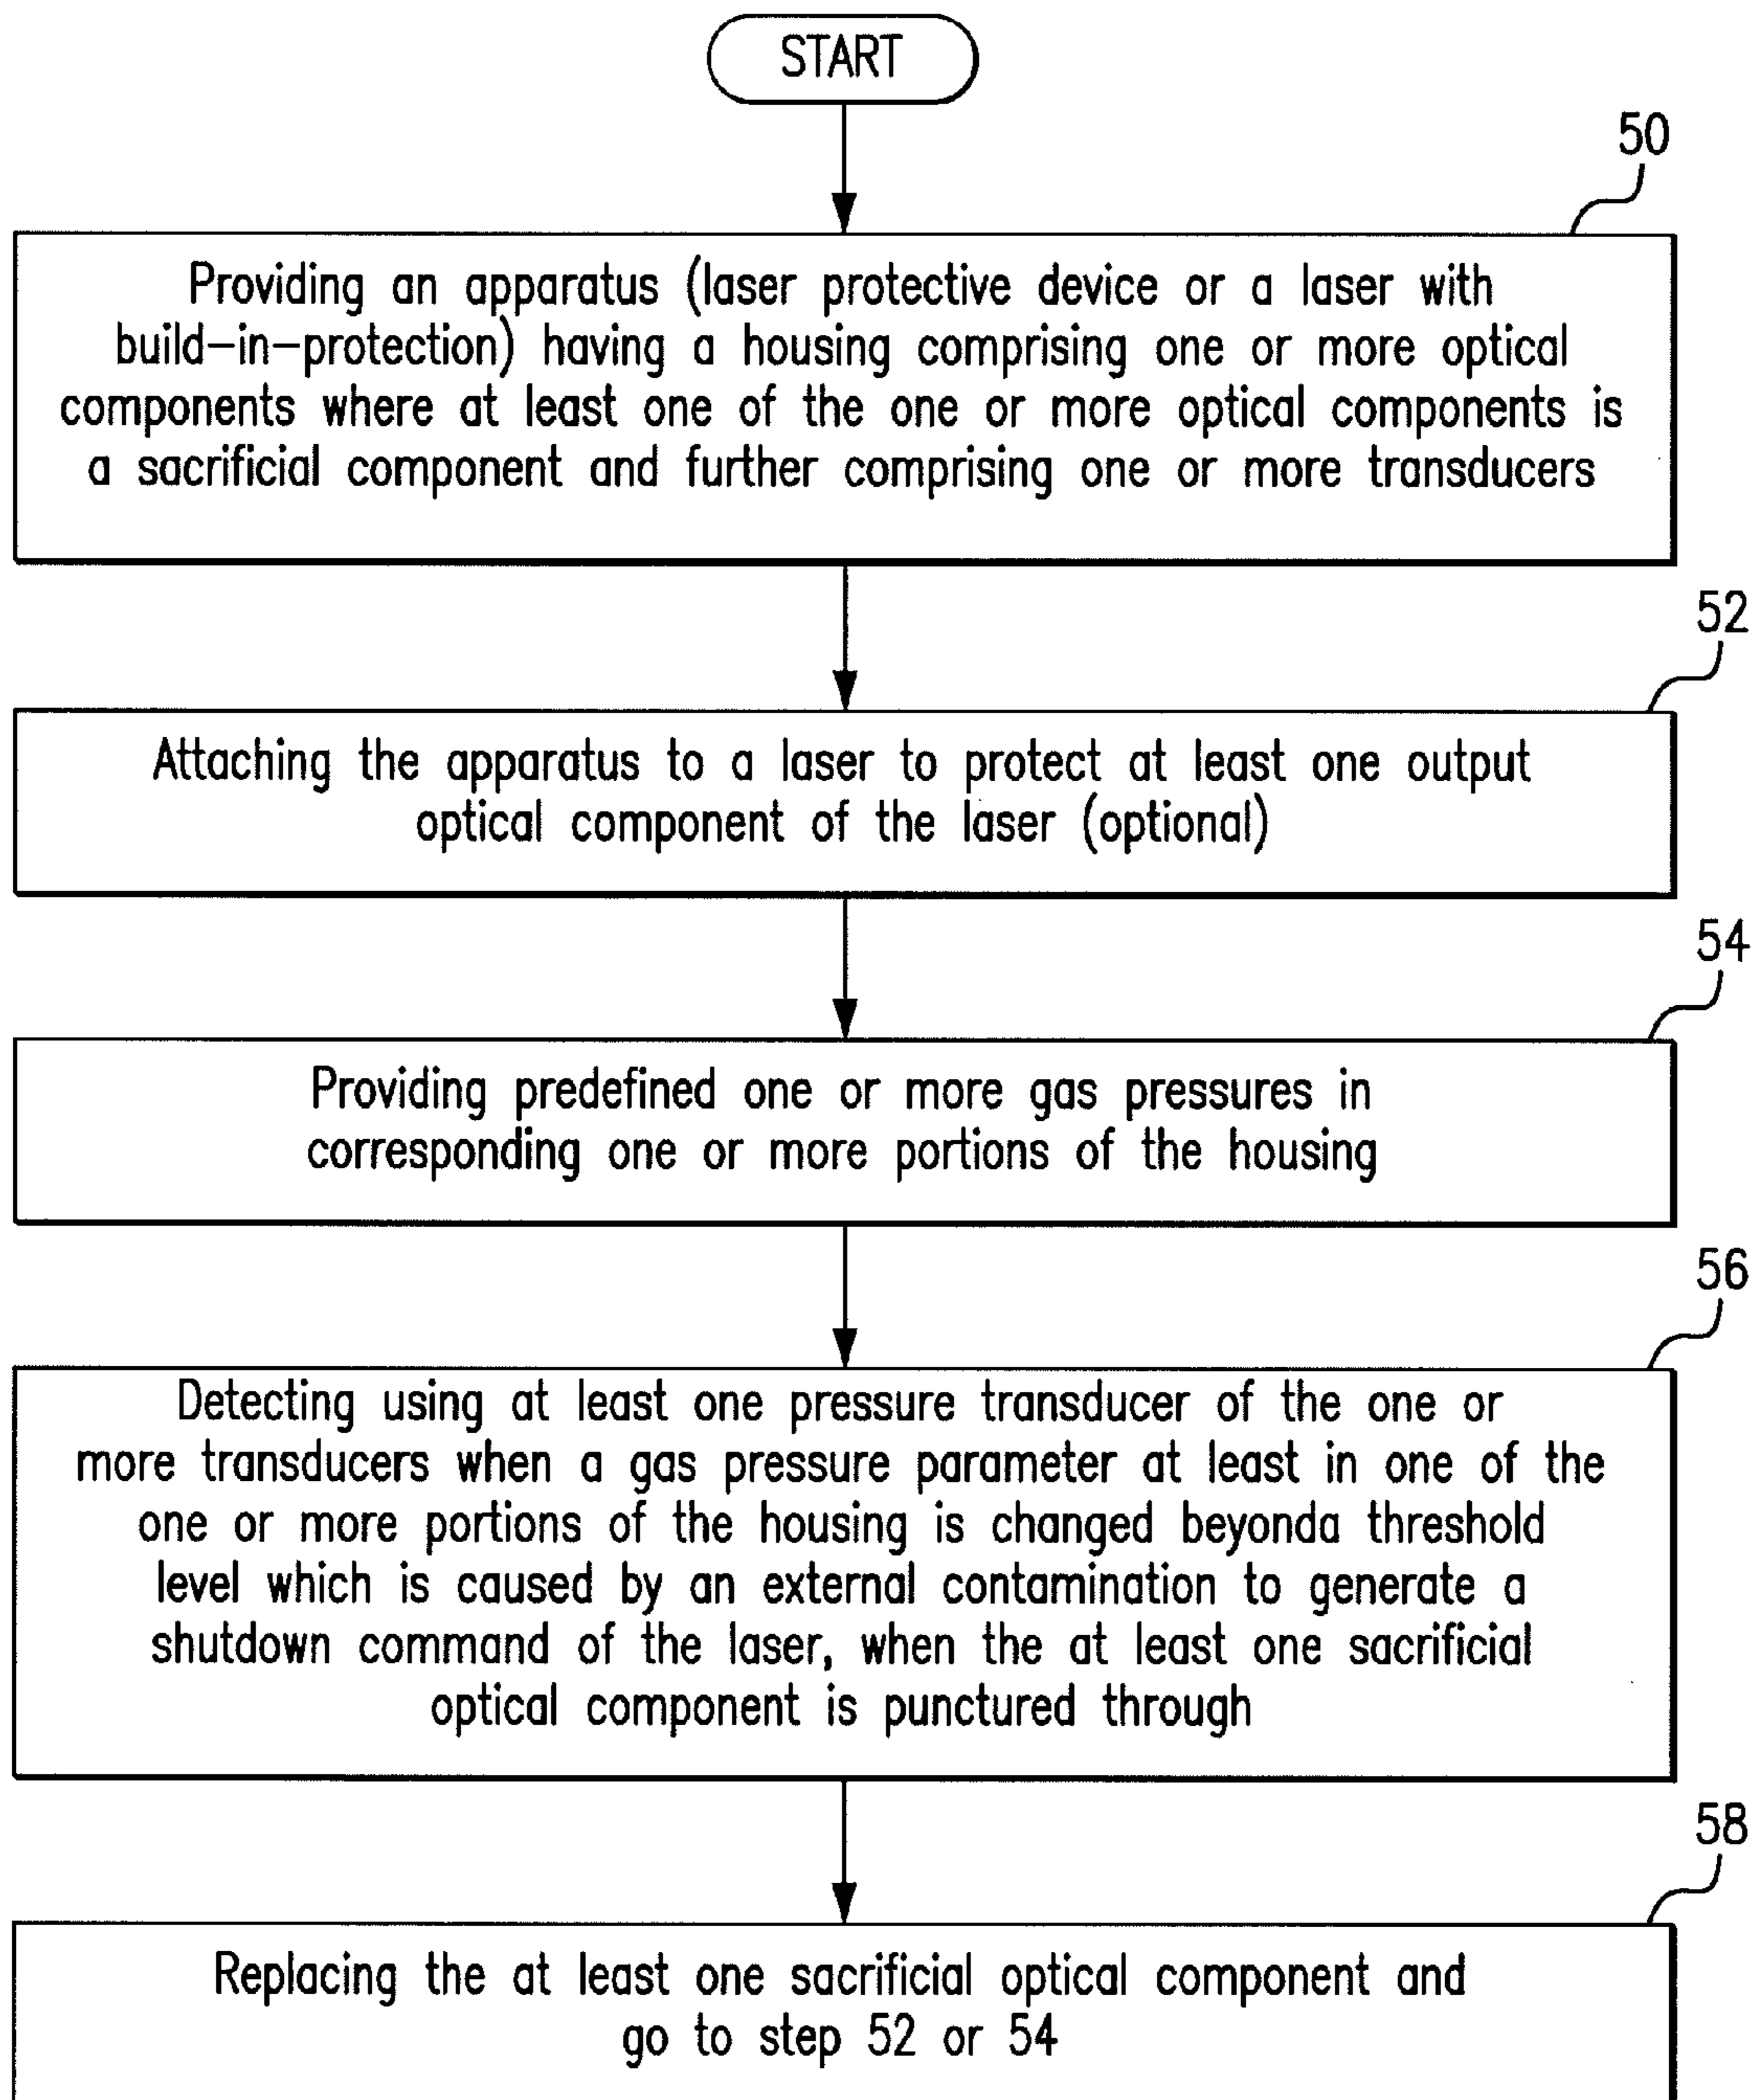 START
50
Providing an apparatus (laser protective device or a laser with
build-in-protection) having a housing comprising one or more optical
components where at least one of the one or more optical components is
a sacrificial component and further comprising one or more transducers
52
Attaching the apparatus to a laser to protect at least one output
optical component of the laser (optional)
54
Providing predefined one or more gas pressures in
corresponding one or more portions of the housing
56
Detecting using at least one pressure transducer of the one or
more transducers when a gas pressure parameter at least in one of the
one or more portions of the housing is changed beyonda threshold
level which is caused by an external contamination to generate a
shutdown command of the laser, when the at least one sacrificial
optical component is punctured through
58
Replacing the at least one sacrificial optical component and
go to step 52 or 54